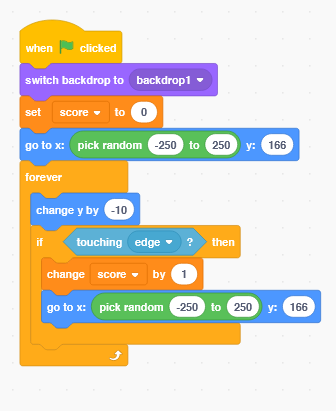 when clicked
switch backdrop to backdrop1
set score to 0
go to x: pick random -250 to 250 y: 166
forever
change y by -10
if touching edge ? then
change score by 1
go to x: pick random -250 to 250 y: 166